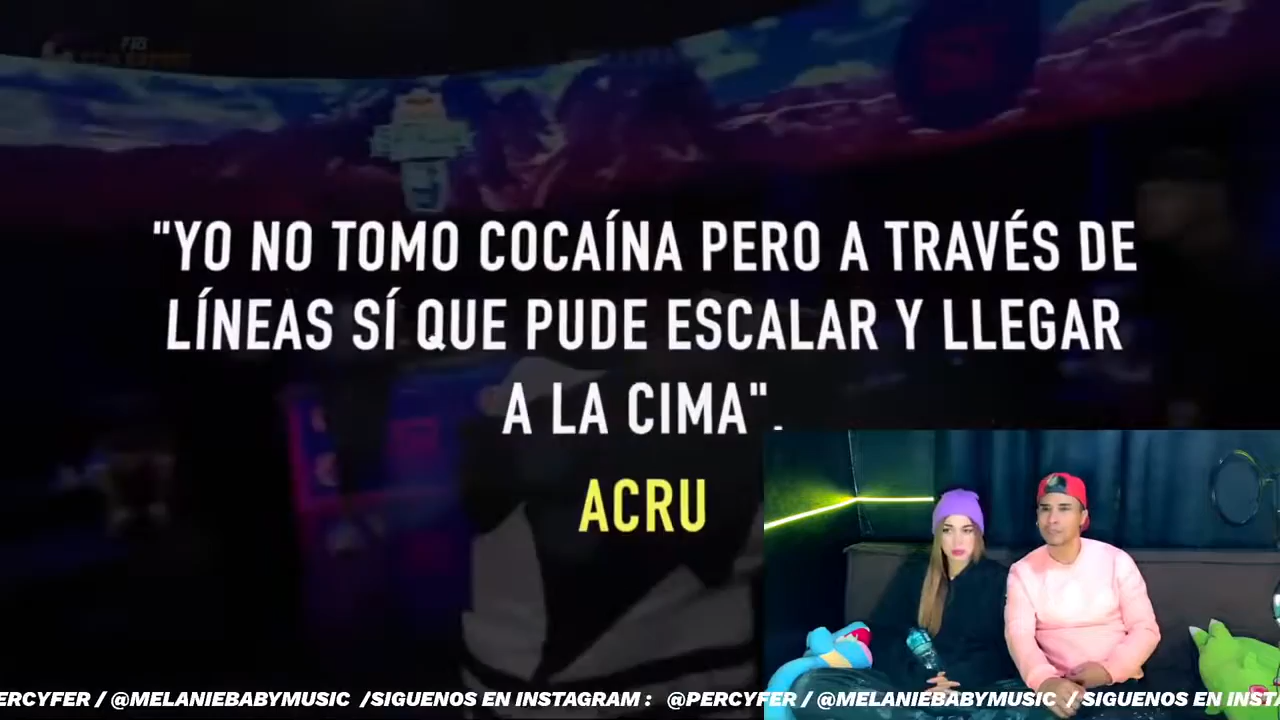 "YO NO TOMO COCAÍNA PERO A TRAVÉS DE
LÍNEAS SÍ QUE PUDE ESCALAR Y LLEGAR
A LA CIMA".
ACRU
ERCYFER / @MELANIEBABYMUSIC /SIGUENOS EN INSTAGRAM : @PERCYFER / @MELANIEBABYMUSIC / SIGUENOS EN INST